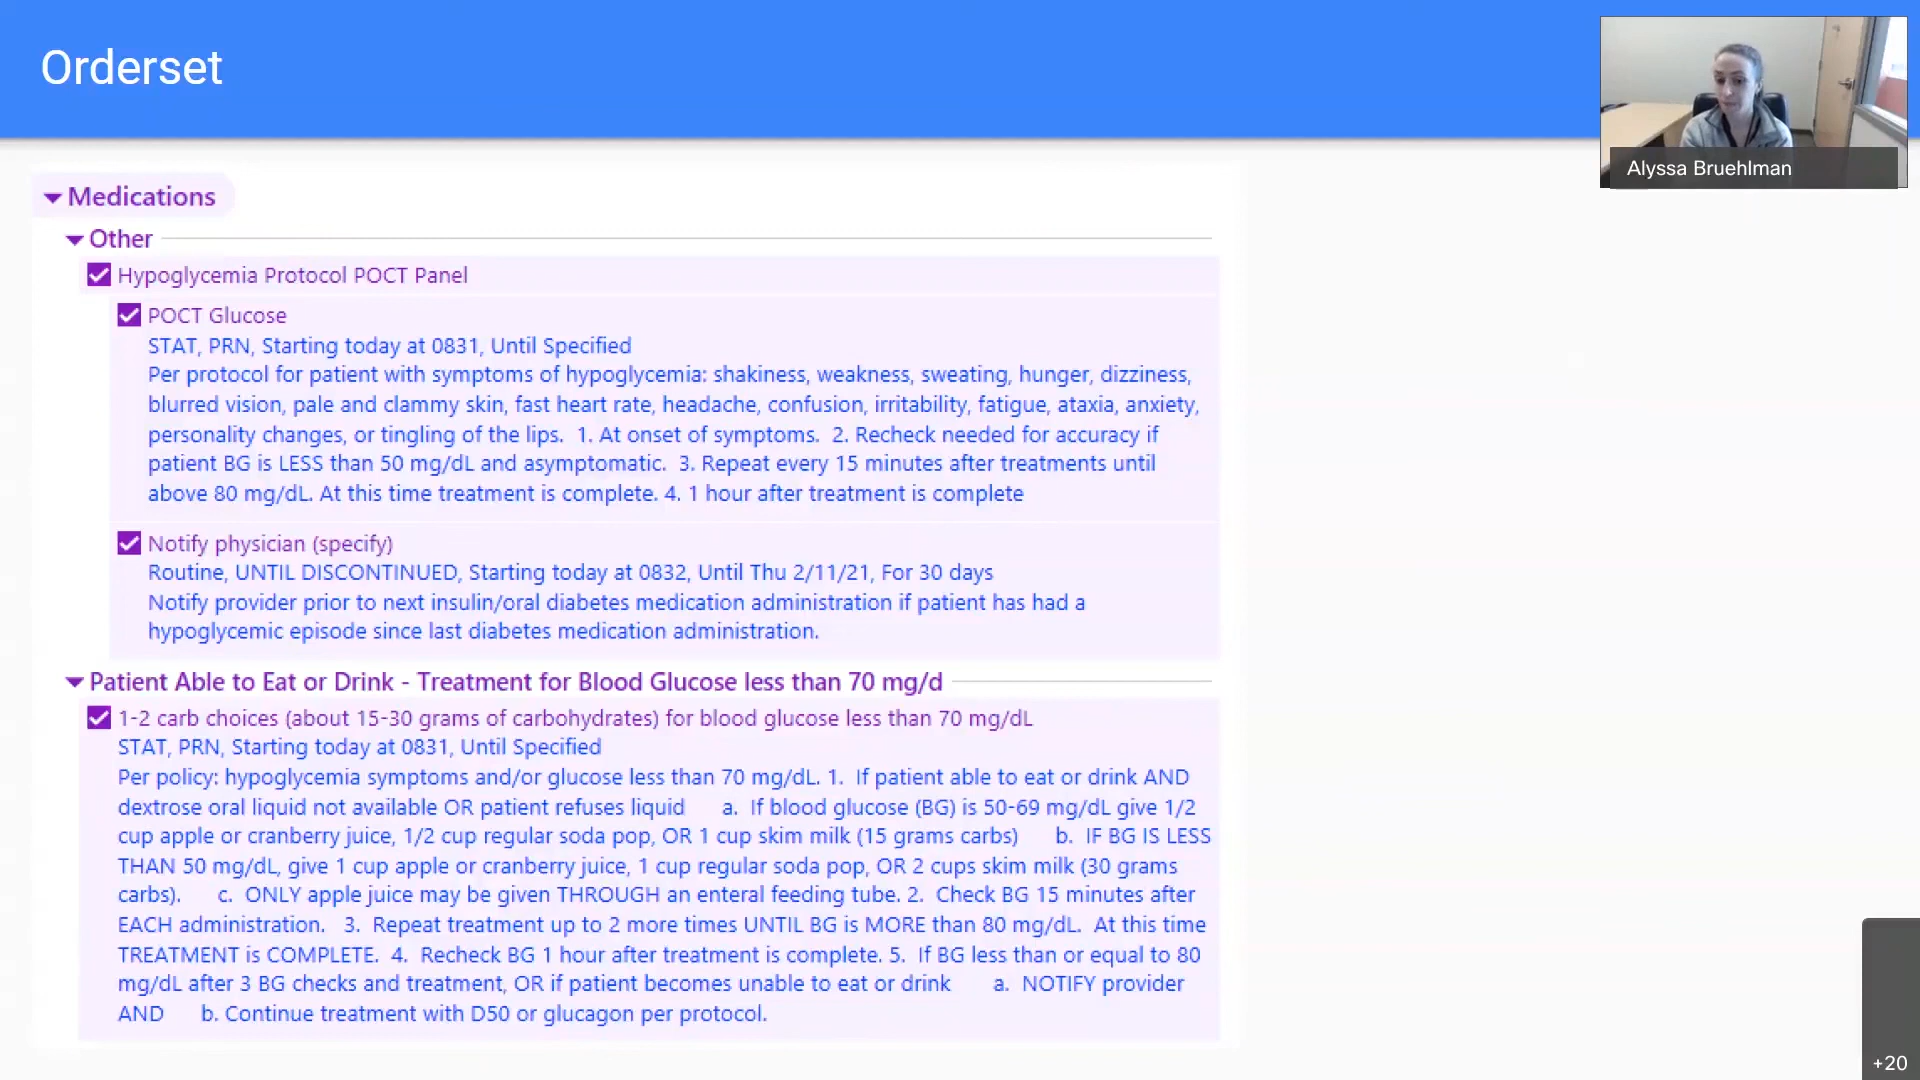 Orderset
Alyssa Bruehlman
Medications
Other
Hypoglycemia Protocol POCT Panel
POCT Glucose
STAT, PRN, Starting today at 0831, Until Specified
Per protocol for patient with symptoms of hypoglycemia: shakiness, weakness, sweating, hunger, dizziness,
blurred vision, pale and clammy skin, fast heart rate, headache, confusion, irritability, fatigue, ataxia, anxiety,
personality changes, or tingling of the lips.  1. At onset of symptoms.  2. Recheck needed for accuracy if
patient BG is LESS than 50 mg/dL and asymptomatic.  3. Repeat every 15 minutes after treatments until
above 80 mg/dL. At this time treatment is complete. 4. 1 hour after treatment is complete
Notify physician (specify)
Routine, UNTIL DISCONTINUED, Starting today at 0832, Until Thu 2/11/21, For 30 days
Notify provider prior to next insulin/oral diabetes medication administration if patient has had a
hypoglycemic episode since last diabetes medication administration.
Patient Able to Eat or Drink - Treatment for Blood Glucose less than 70 mg/d
1-2 carb choices (about 15-30 grams of carbohydrates) for blood glucose less than 70 mg/dL
STAT, PRN, Starting today at 0831, Until Specified
Per policy: hypoglycemia symptoms and/or glucose less than 70 mg/dL. 1.  If patient able to eat or drink AND
dextrose oral liquid not available OR patient refuses liquid      a.  If blood glucose (BG) is 50-69 mg/dL give 1/2
cup apple or cranberry juice, 1/2 cup regular soda pop, OR 1 cup skim milk (15 grams carbs)      b.  IF BG IS LESS
THAN 50 mg/dL, give 1 cup apple or cranberry juice, 1 cup regular soda pop, OR 2 cups skim milk (30 grams
carbs).      c.  ONLY apple juice may be given THROUGH an enteral feeding tube. 2.  Check BG 15 minutes after
EACH administration.   3.  Repeat treatment up to 2 more times UNTIL BG is MORE than 80 mg/dL.  At this time
TREATMENT is COMPLETE.  4.  Recheck BG 1 hour after treatment is complete. 5.  If BG less than or equal to 80
mg/dL after 3 BG checks and treatment, OR if patient becomes unable to eat or drink      a.  NOTIFY provider
AND      b. Continue treatment with D50 or glucagon per protocol.
+20